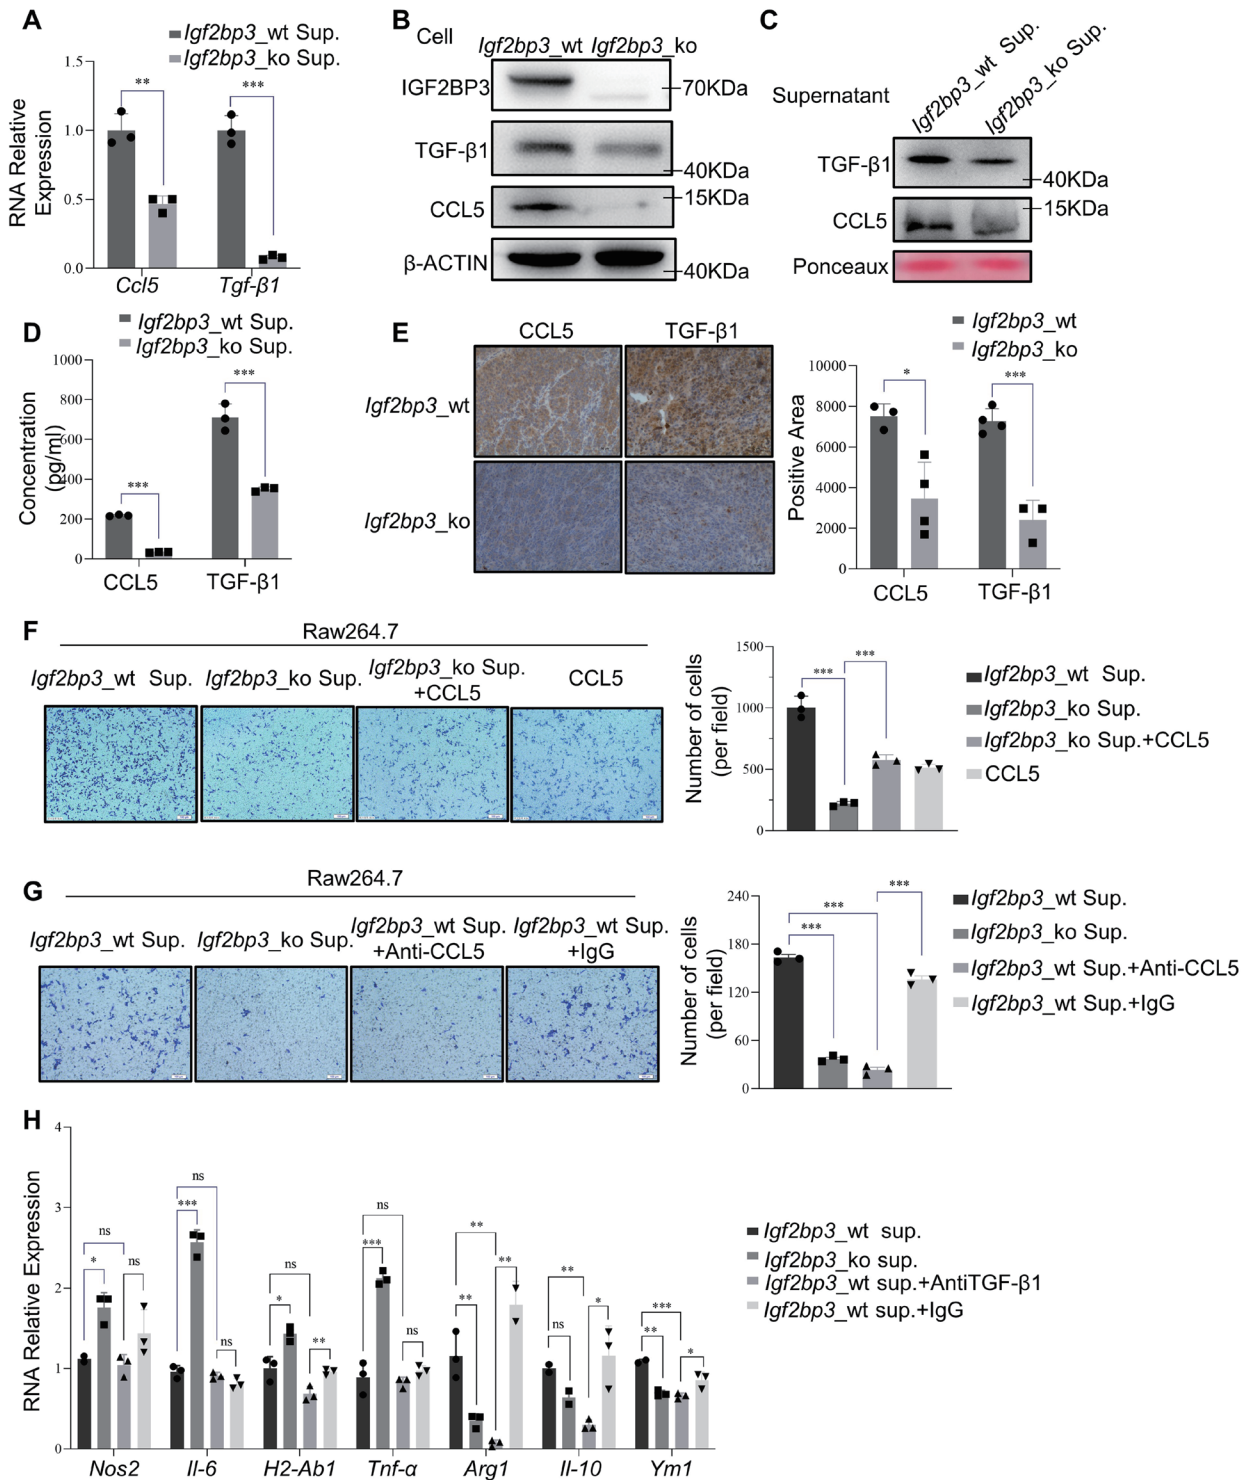 A
Igf2bp3_wt Sup.
Igf2bp3_ko Sup.
RNA Relative
Expression
1.5
1.0
0.5
0.0
**
***
Ccl5
Tgf-β1
B
Cell
Igf2bp3_wt
Igf2bp3_ko
IGF2BP3
70KDa
TGF-β1
40KDa
15KDa
CCL5
β-ACTIN
40KDa
C
Supernatant
Igf2bp3_wt Sup.
Igf2bp3_ko Sup.
TGF-β1
40KDa
15KDa
CCL5
Ponceaux
D
Igf2bp3_wt Sup.
Igf2bp3_ko Sup.
Concentration
(pg/ml)
1000
800
600
400
200
0
***
***
CCL5
TGF-β1
E
CCL5
TGF-β1
Igf2bp3_wt
Igf2bp3_ko
Igf2bp3_wt
Igf2bp3_ko
Positive Area
10000
8000
6000
4000
2000
0
*
***
CCL5
TGF-β1
F
Raw264.7
Igf2bp3_wt Sup.
Igf2bp3_ko Sup.
Igf2bp3_ko Sup.
+CCL5
CCL5
Number of cells
(per field)
1500
1000
500
0
***
***
Igf2bp3_wt Sup.
Igf2bp3_ko Sup.
Igf2bp3_ko Sup.+CCL5
CCL5
G
Raw264.7
Igf2bp3_wt Sup.
Igf2bp3_ko Sup.
Igf2bp3_wt Sup.
+Anti-CCL5
Igf2bp3_wt Sup.
+IgG
Number of cells
(per field)
240
180
120
60
0
***
***
***
Igf2bp3_wt Sup.
Igf2bp3_ko Sup.
Igf2bp3_wt Sup.+Anti-CCL5
Igf2bp3_wt Sup.+IgG
H
RNA Relative Expression
4
3
2
1
0
ns
*
ns
ns
***
ns
ns
*
**
ns
***
ns
**
**
**
**
ns
*
***
**
*
Nos2
Il-6
H2-Ab1
Tnf-α
Arg1
Il-10
Ym1
Igf2bp3_wt sup.
Igf2bp3_ko sup.
Igf2bp3_wt sup.+AntiTGF-β1
Igf2bp3_wt sup.+IgG